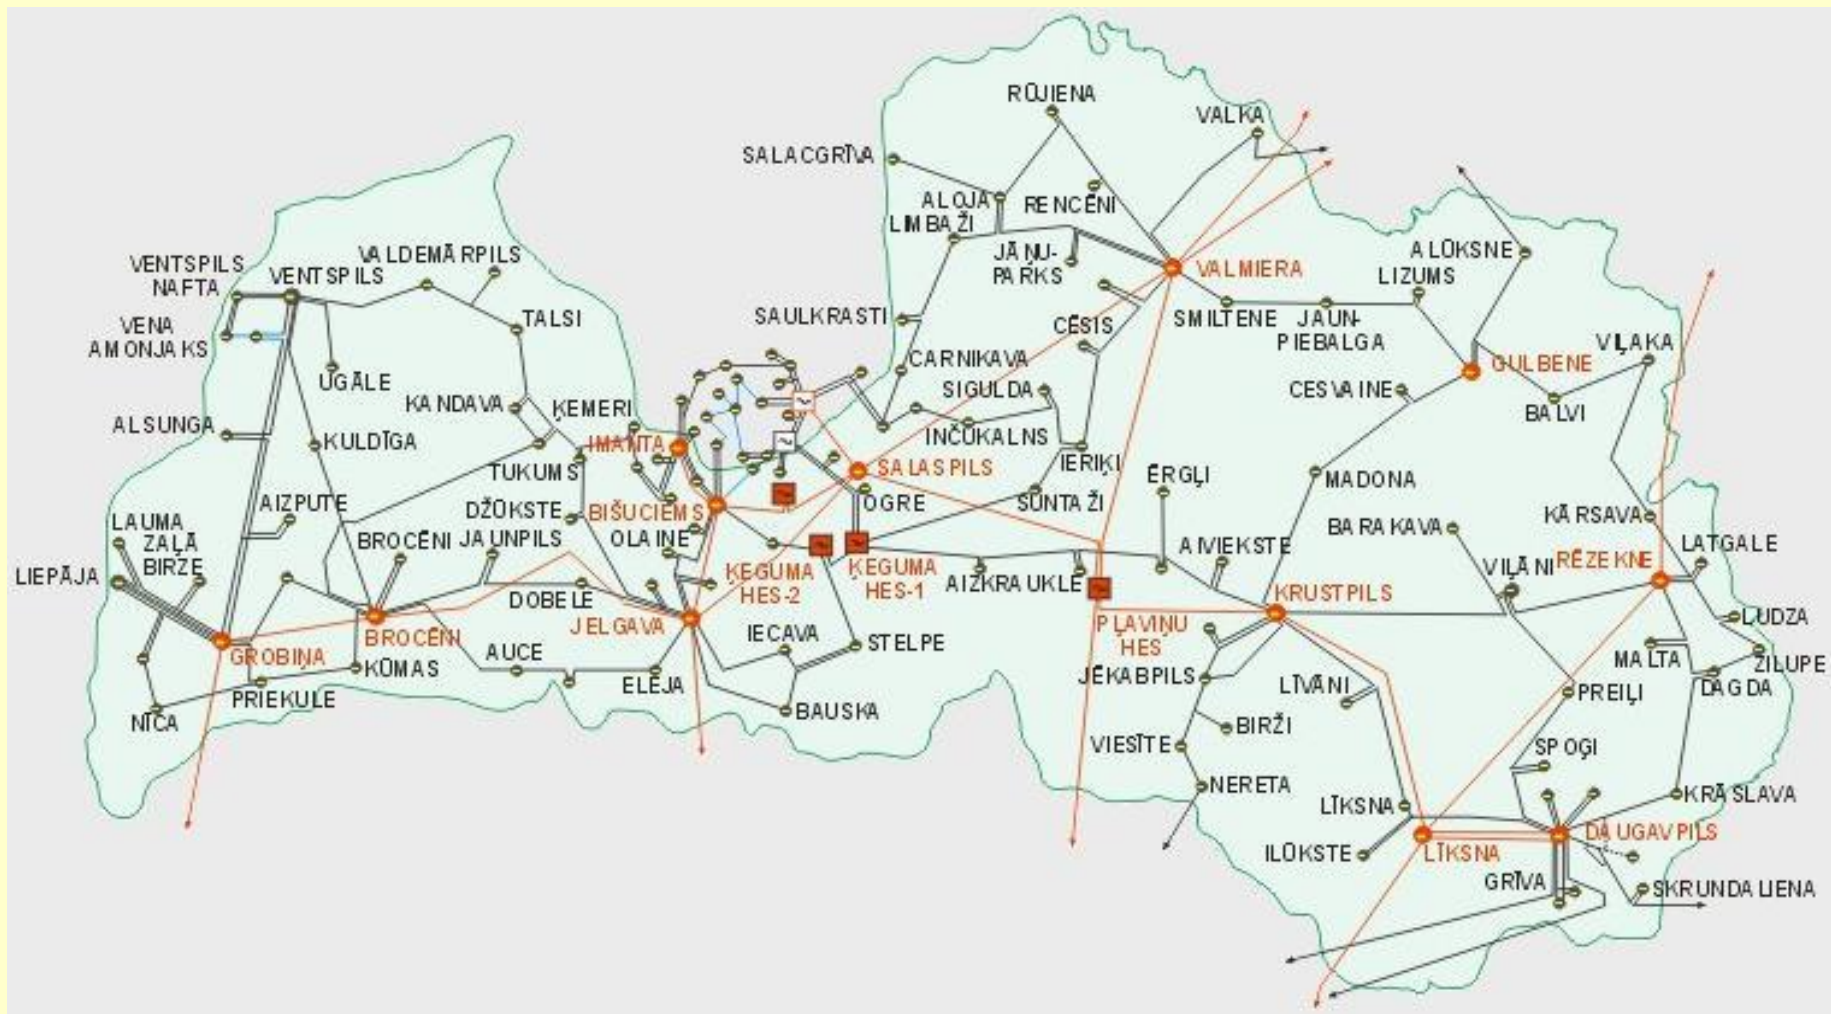 RŪJIENA
VALKA
SALACGRĪVA
ALOJA
RENCĒNI
LIMBAŽI
VALDEMĀRPILS
VENTSPILS
NAFTA
VENTSPILS
JĀŅU-
PARKS
VALMIERA
ALŪKSNE
LIZUMS
VENA
AMONJAKS
TALSI
SAULKRASTI
CĒSIS
SMILTENE
JAUN-
PIEBALGA
VIĻAKA
GULBENE
UGĀLE
CARNIKAVA
SIGULDA
CESVAINE
BALVI
KANDAVA
ĶEMERI
ALSUNGA
KULDĪGA
IMANTA
INČUKALNS
TUKUMS
SALASPILS
IERIĶI
ĒRGĻI
MADONA
AIZPUTE
DŽŪKSTE
BIŠUCIEMS
OGRE
SUNTAŽI
BARAKAVA
KĀRSAVA
LAUMA
ZAĻĀ
BIRZE
BROCĒNI
JAUNPILS
OLAINE
AIVIEKSTE
LATGALE
LIEPĀJA
ĶEGUMA
HES-2
ĶEGUMA
HES-1
AIZKRAUKLE
VIĻĀNI
RĒZEKNE
DOBELE
KRUSTPILS
BROCĒNI
JELGAVA
IECAVA
STELPE
PĻAVIŅU
HES
LUDZA
GROBIŅA
KŪMAS
AUCE
ELEJA
JĒKABPILS
LĪVĀNI
MALTA
ZILUPE
PRIEKULE
PREIĻI
DAGDA
NĪCA
BAUSKA
BIRŽI
VIESĪTE
SPOĢI
NERETA
LĪKSNA
KRĀSLAVA
ILŪKSTE
LĪKSNA
DAUGAVPILS
GRĪVA
SKRUNDALIENA